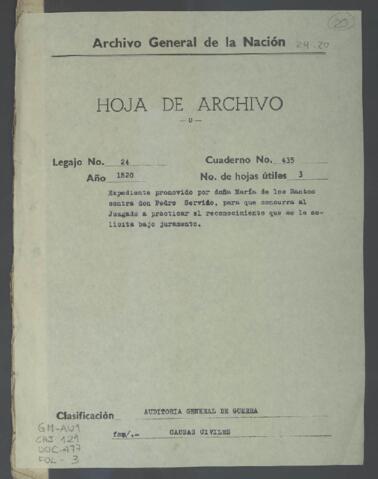 20
Archivo General de la Nación
24-20
HOJA DE ARCHIVO
Legajo No. 24 Cuaderno No. 435
Año 1820 No. de hojas útiles 3
Expediente promovido por doña María de los Santos
contra don Pedro Servido, para que concurra al
Juzgado a practicar el reconocimiento que se le so-
licita bajo juramento.
Clasificación AUDITORIA GENERAL DE GUERRA
fem/.- CAUSAS CIVILES
GM-AU1
CAJ 129
DOC-477
FOL - 3